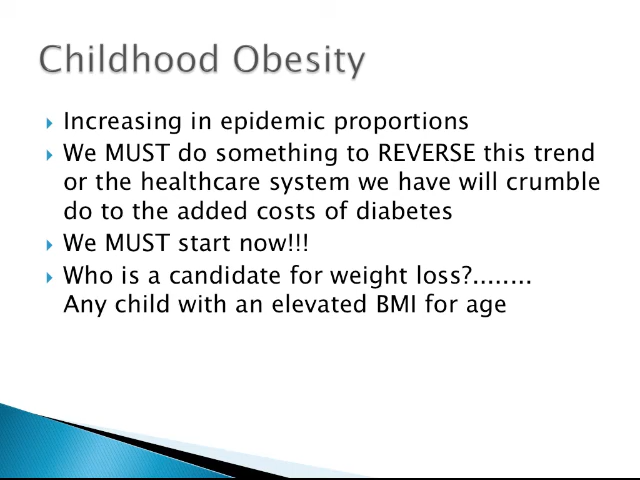 Childhood Obesity
Increasing in epidemic proportions
We MUST do something to REVERSE this trend
or the healthcare system we have will crumble
do to the added costs of diabetes
We MUST start now!!!
Who is a candidate for weight loss?........
Any child with an elevated BMI for age